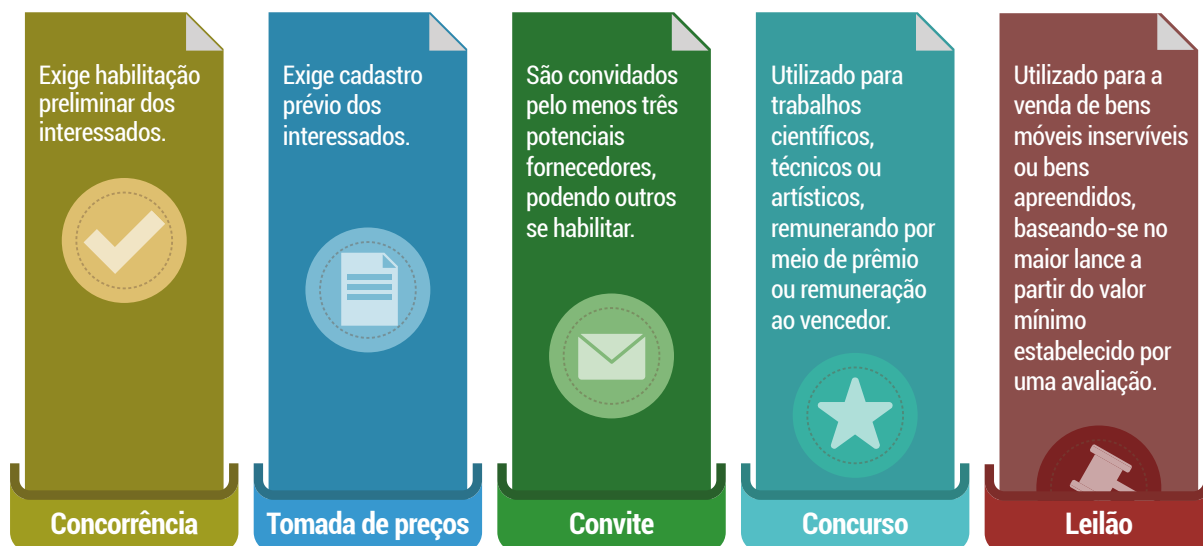 Exige habilitação
preliminar dos
interessados.
Concorrência
Exige cadastro
prévio dos
interessados.
Tomada de preços
São convidados
pelo menos três
potenciais
fornecedores,
podendo outros
se habilitar.
Convite
Utilizado para
trabalhos
científicos,
técnicos ou
artísticos,
remunerando por
meio de prêmio
ou remuneração
ao vencedor.
Concurso
Utilizado para a
venda de bens
móveis inservíveis
ou bens
apreendidos,
baseando-se no
maior lance a
partir do valor
mínimo
estabelecido por
uma avaliação.
Leilão